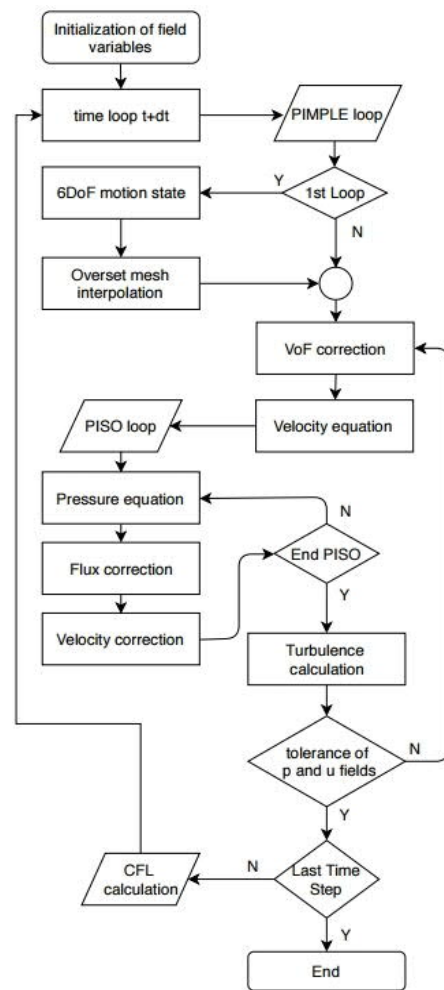 Initialization of field
variables
time loop t+dt
PIMPLE loop
6DoF motion state
Y
1st Loop
N
Overset mesh
interpolation
VoF correction
PISO loop
Velocity equation
Pressure equation
N
End PISO
Flux correction
Y
Velocity correction
Turbulence
calculation
tolerance of
p and u fields
N
Y
CFL
calculation
N
Last Time
Step
Y
End